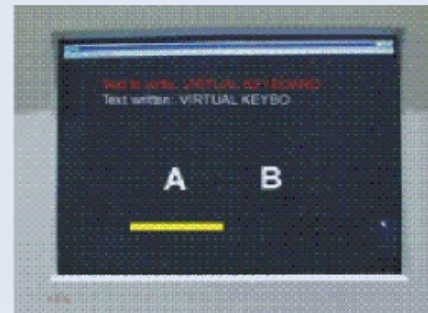 Text to write: VIRTUAL KEYBOARD
Text written: VIRTUAL KEYBO
A B